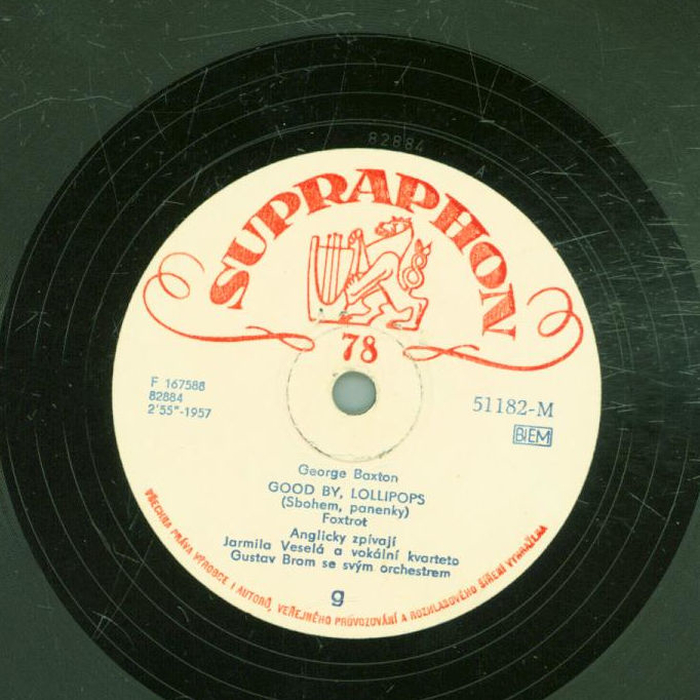 82884
A
SUPRAPHON
78
F 167588
82884
2'55"-1957
51182-M
BIEM
George Baxton
GOOD BY, LOLLIPOPS
(Sbohem, panenky)
Foxtrot
Anglicky zpívají
Jarmila Veselá a vokální kvarteto
Gustav Brom se svým orchestrem
g
VŠECHNA PRÁVA VÝROBCE I AUTORŮ, VEŘEJNÉHO PROVOZOVÁNÍ A ROZHLASOVÉHO ŠÍŘENÍ VYHRAŽENA